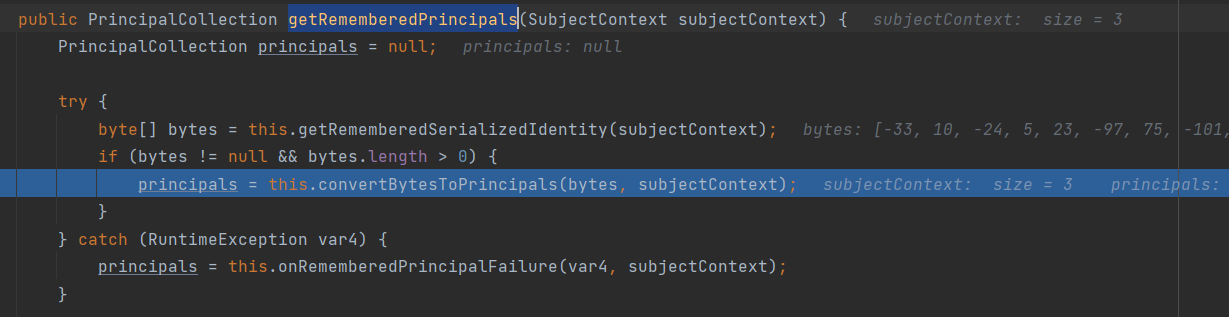 public PrincipalCollection getRememberedPrincipals(SubjectContext subjectContext) {   subjectContext:  size = 3
    PrincipalCollection principals = null;   principals: null
    try {
        byte[] bytes = this.getRememberedSerializedIdentity(subjectContext);   bytes: [-33, 10, -24, 5, 23, -97, 75, -101,
        if (bytes != null && bytes.length > 0) {
            principals = this.convertBytesToPrincipals(bytes, subjectContext);   subjectContext:  size = 3    principals:
        }
    } catch (RuntimeException var4) {
        principals = this.onRememberedPrincipalFailure(var4, subjectContext);
    }